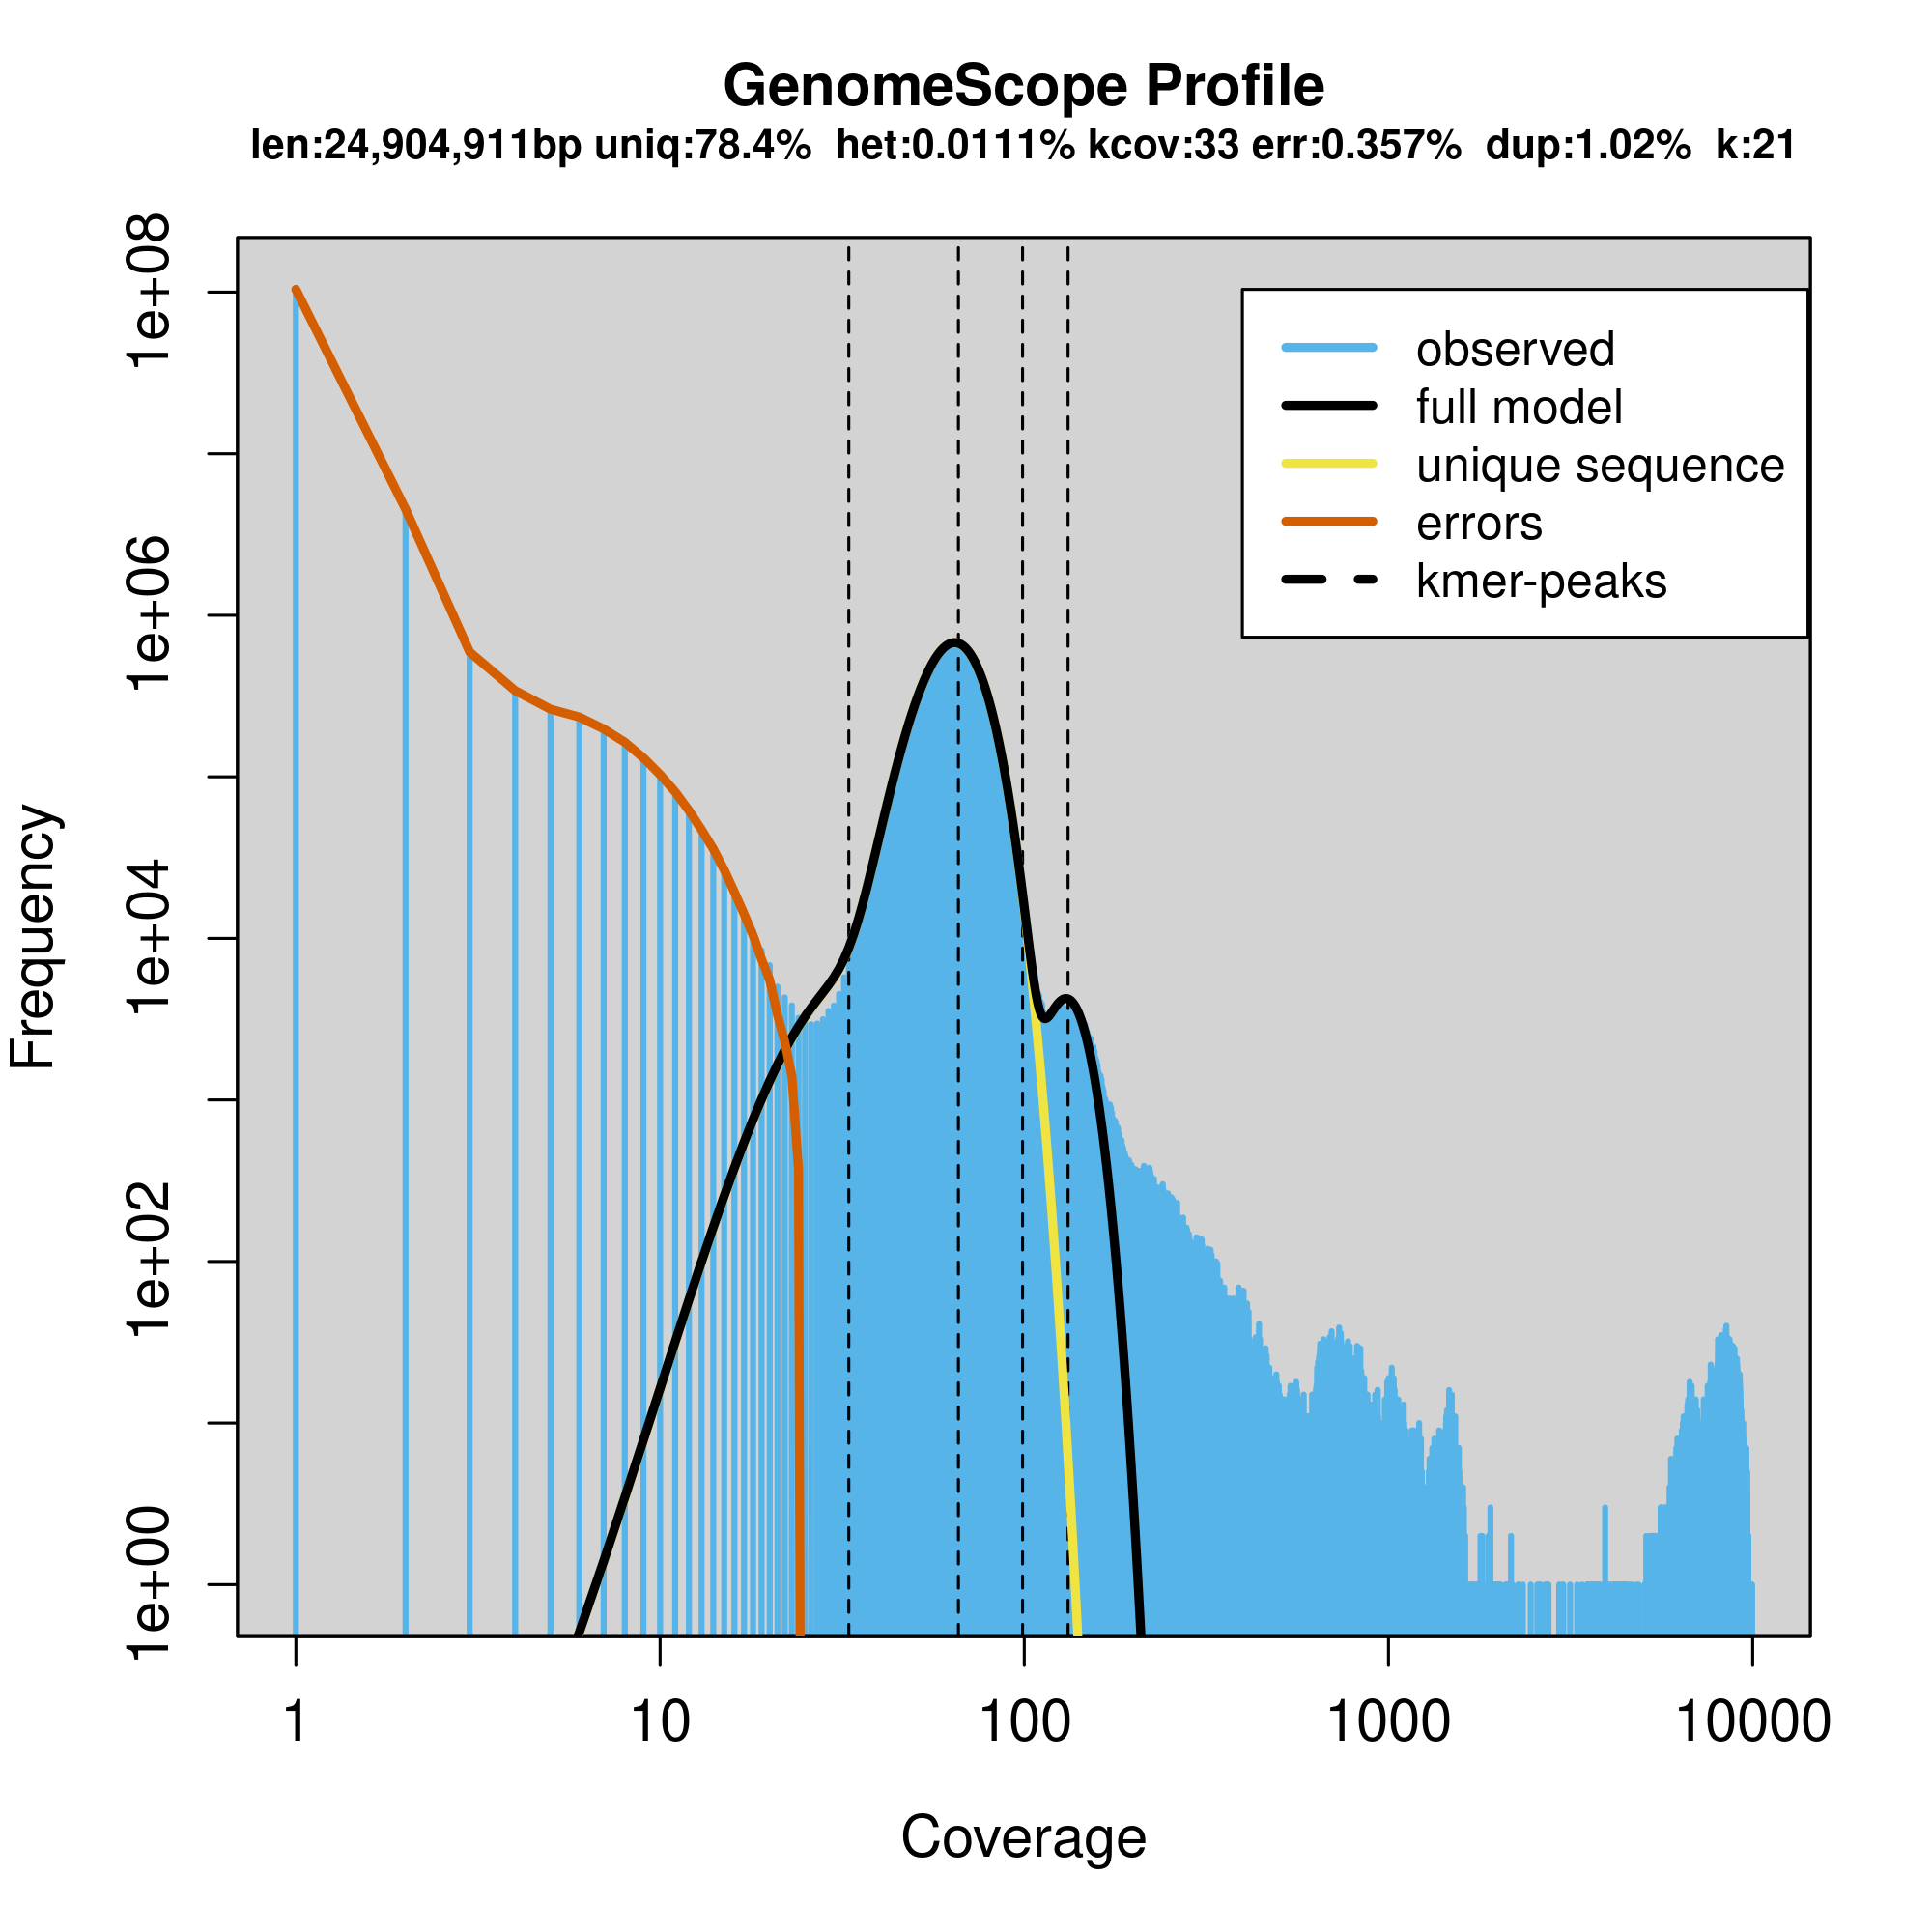 GenomeScope Profile
len:24,904,911bp uniq:78.4% het:0.0111% kcov:33 err:0.357% dup:1.02% k:21
1e+08
1e+06
1e+04
1e+02
1e+00
Frequency
observed
full model
unique sequence
errors
kmer-peaks
1
10
100
1000
10000
Coverage